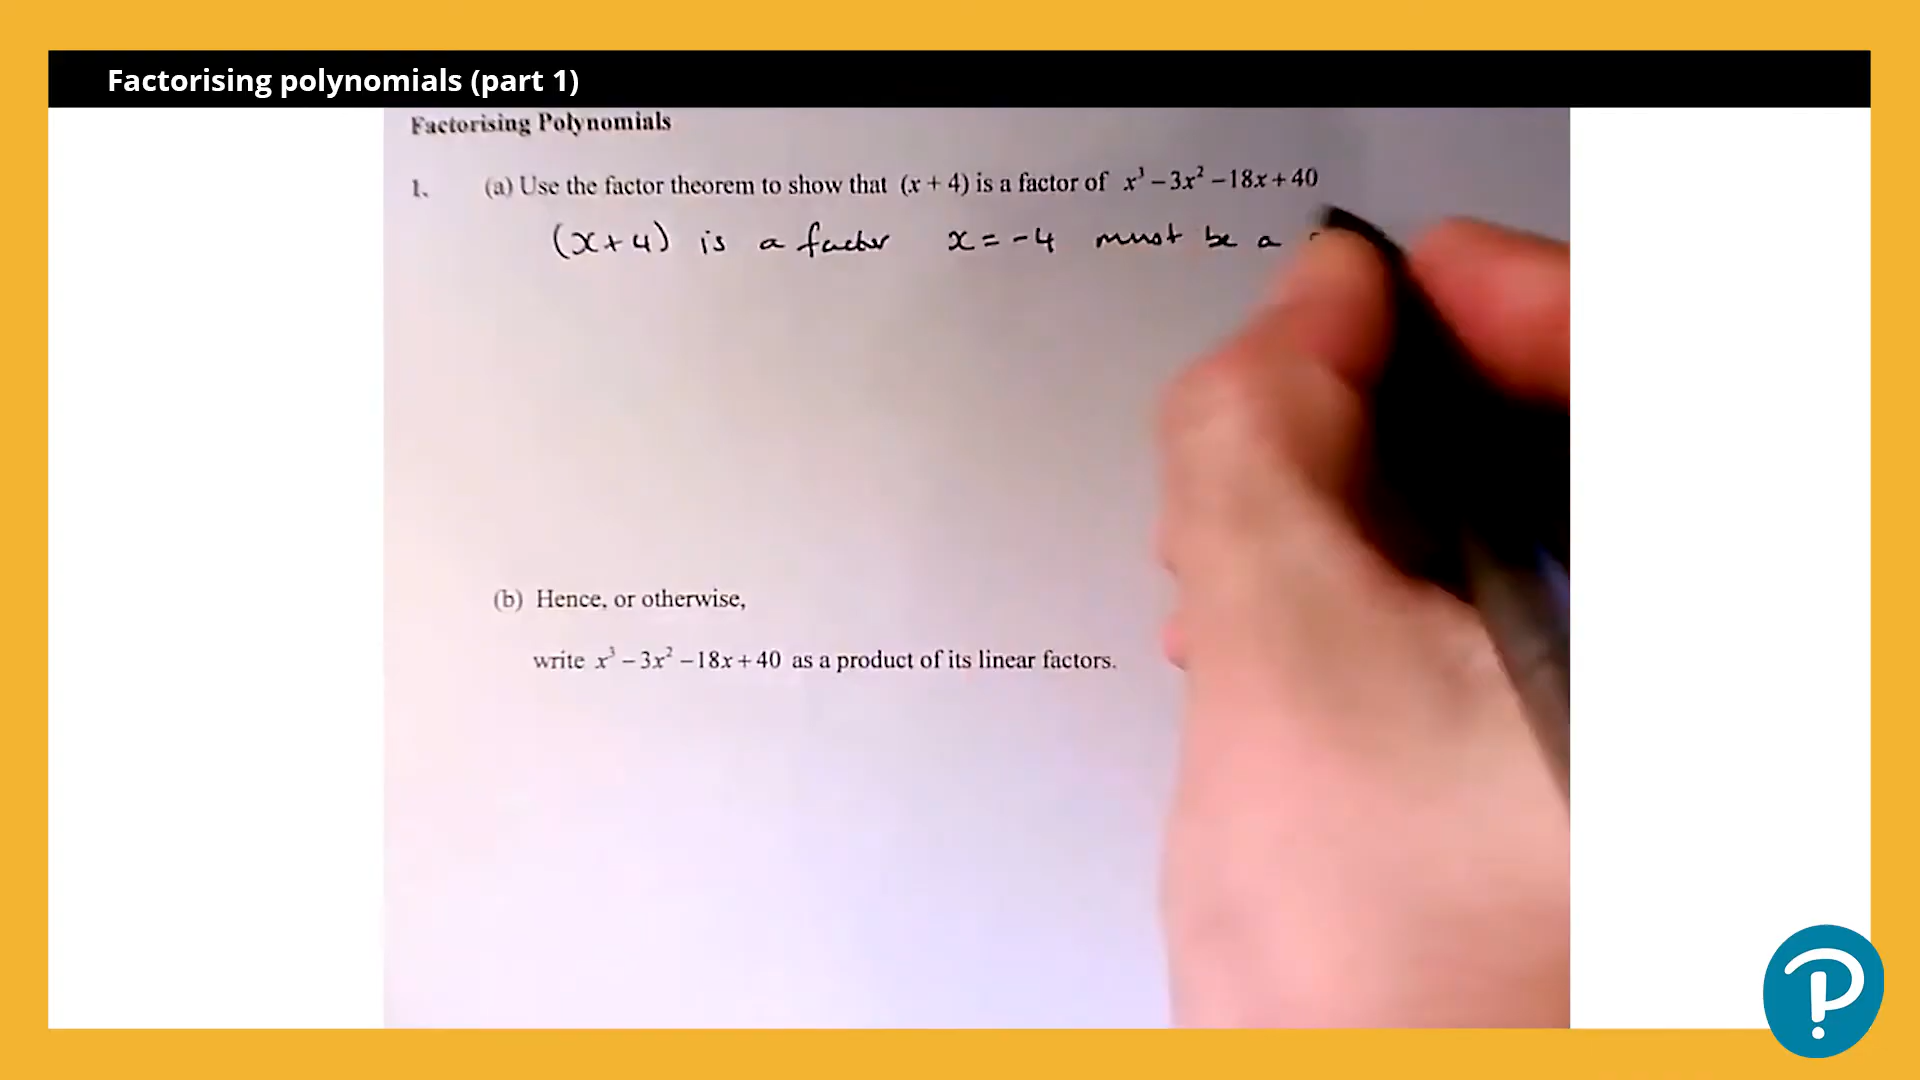 Factorising polynomials (part 1)
Factorising Polynomials
1. (a) Use the factor theorem to show that (x + 4) is a factor of x³ – 3x² – 18x + 40
(x+4) is a factor x = -4 must be a
(b) Hence, or otherwise,
write x³ – 3x² – 18x + 40 as a product of its linear factors.
P